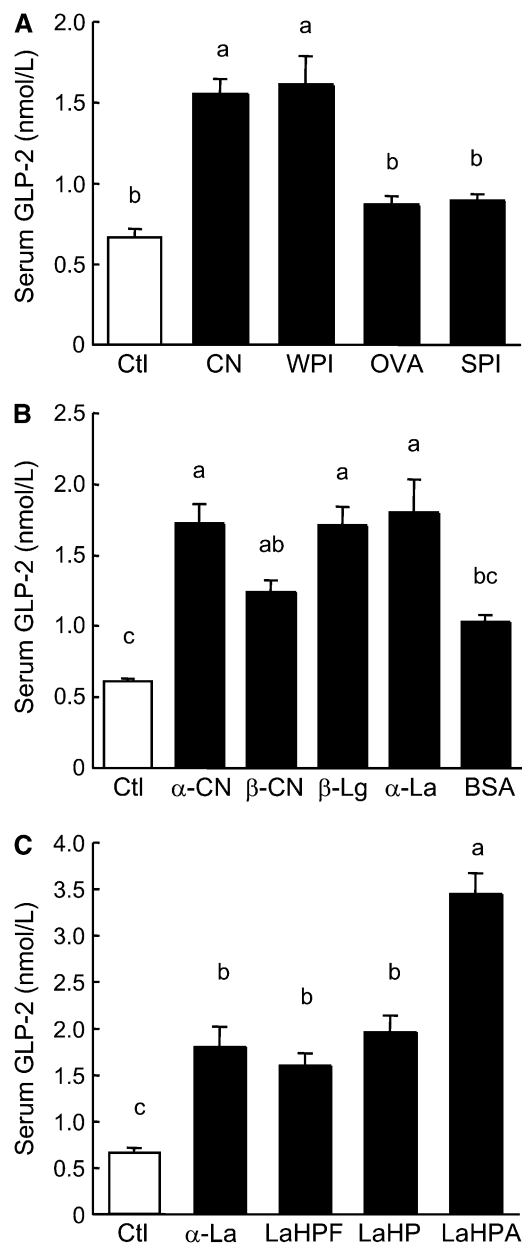 A
Serum GLP-2 (nmol/L)
2.0
1.5
1.0
0.5
0
b
a
a
b
b
Ctl CN WPI OVA SPI
B
Serum GLP-2 (nmol/L)
2.5
2.0
1.5
1.0
0.5
0
c
a
ab
a
a
bc
Ctl α-CN β-CN β-Lg α-La BSA
C
Serum GLP-2 (nmol/L)
4.0
3.5
3.0
2.5
2.0
1.5
1.0
0.5
0
c
b
b
b
a
Ctl α-La LaHPF LaHP LaHPA